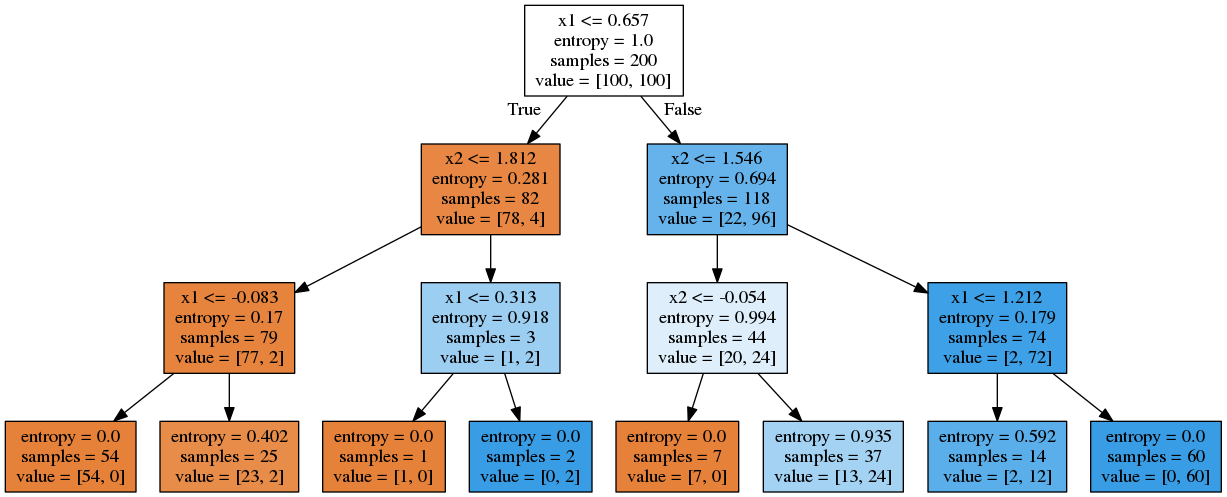 x1 <= 0.657
entropy = 1.0
samples = 200
value = [100, 100]
True
False
x2 <= 1.812
entropy = 0.281
samples = 82
value = [78, 4]
x2 <= 1.546
entropy = 0.694
samples = 118
value = [22, 96]
x1 <= -0.083
entropy = 0.17
samples = 79
value = [77, 2]
x1 <= 0.313
entropy = 0.918
samples = 3
value = [1, 2]
x2 <= -0.054
entropy = 0.994
samples = 44
value = [20, 24]
x1 <= 1.212
entropy = 0.179
samples = 74
value = [2, 72]
entropy = 0.0
samples = 54
value = [54, 0]
entropy = 0.402
samples = 25
value = [23, 2]
entropy = 0.0
samples = 1
value = [1, 0]
entropy = 0.0
samples = 2
value = [0, 2]
entropy = 0.0
samples = 7
value = [7, 0]
entropy = 0.935
samples = 37
value = [13, 24]
entropy = 0.592
samples = 14
value = [2, 12]
entropy = 0.0
samples = 60
value = [0, 60]